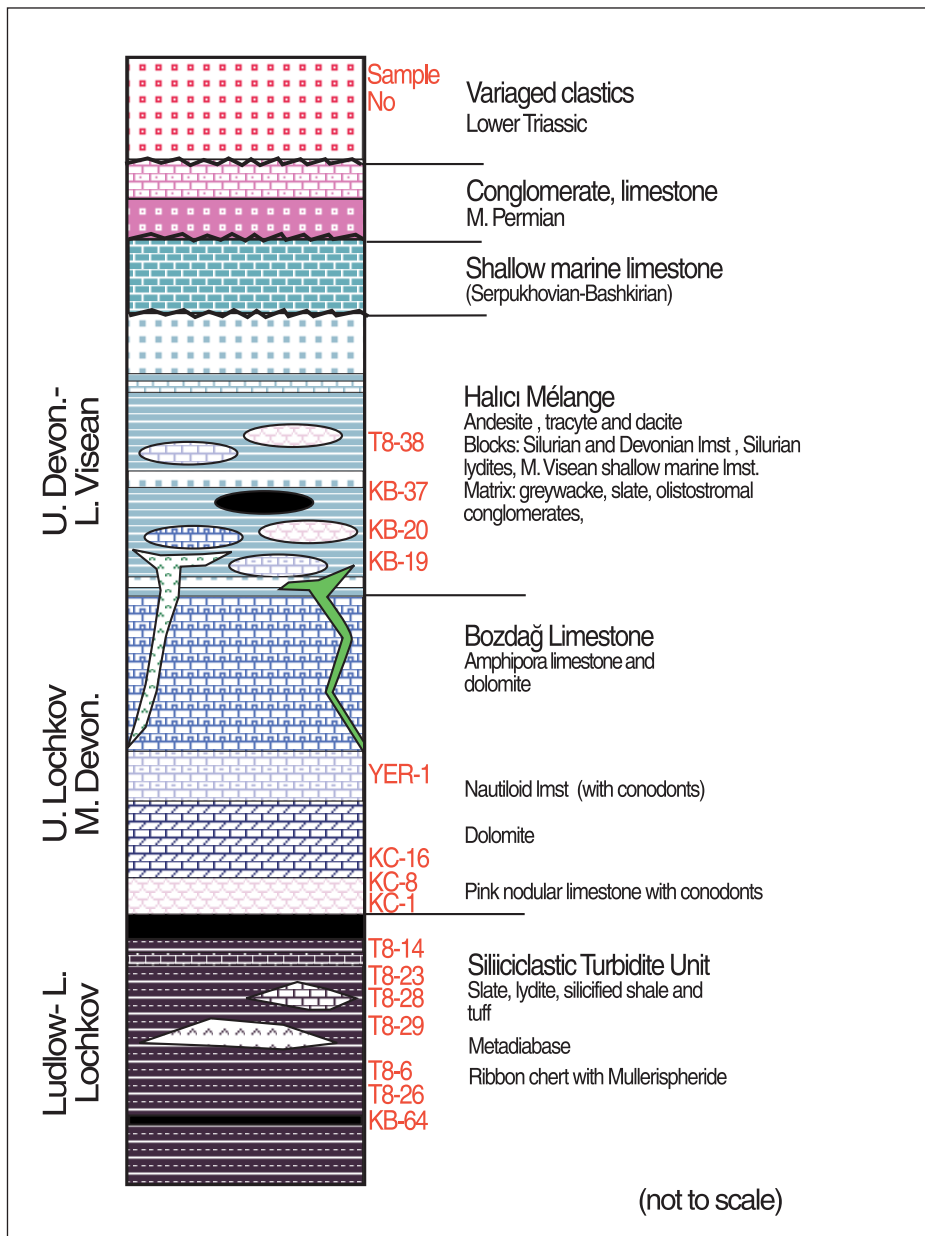 Sample
No
Variaged clastics
Lower Triassic
Conglomerate, limestone
M. Permian
Shallow marine limestone
(Serpukhovian-Bashkirian)
U. Devon.-
L. Visean
T8-38
KB-37
KB-20
KB-19
Halıcı Mélange
Andesite , tracyte and dacite
Blocks: Silurian and Devonian lmst , Silurian
lydites, M. Visean shallow marine lmst.
Matrix: greywacke, slate, olistostromal
conglomerates,
U. Lochkov
M. Devon.
Bozdağ Limestone
Amphipora limestone and
dolomite
YER-1
Nautiloid lmst (with conodonts)
Dolomite
KC-16
KC-8
KC-1
Pink nodular limestone with conodonts
Ludlow- L.
Lochkov
T8-14
T8-23
T8-28
T8-29
T8-6
T8-26
KB-64
Siliiciclastic Turbidite Unit
Slate, lydite, silicified shale and
tuff
Metadiabase
Ribbon chert with Mullerispheride
(not to scale)